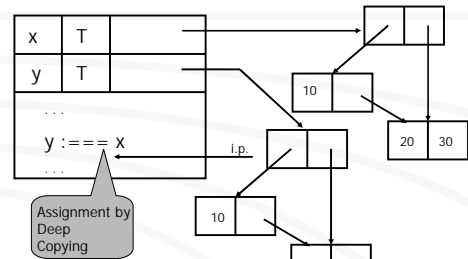 x T
y T
. . .
y :=== x
. . .
i.p.
Assignment by
Deep
Copying
10
20 30
10